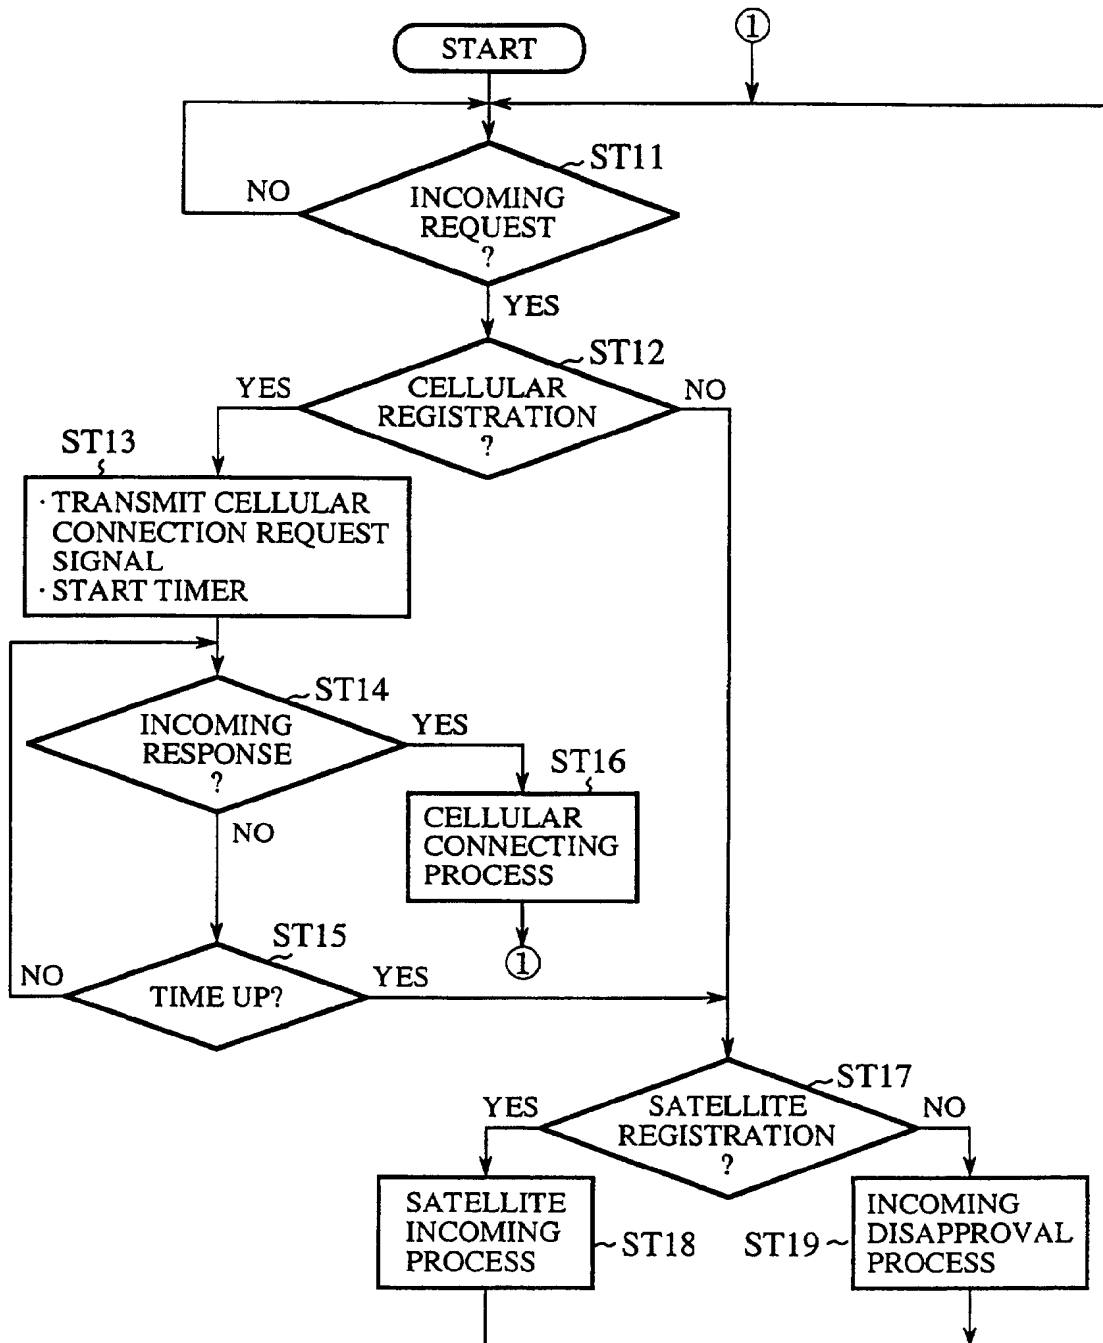 START
①
ST11
NO
INCOMING
REQUEST
?
YES
ST12
YES
CELLULAR
REGISTRATION
?
NO
ST13
· TRANSMIT CELLULAR
CONNECTION REQUEST
SIGNAL
· START TIMER
ST14
INCOMING
RESPONSE
?
YES
NO
ST16
CELLULAR
CONNECTING
PROCESS
①
ST15
NO
TIME UP?
YES
ST17
YES
SATELLITE
REGISTRATION
?
NO
SATELLITE
INCOMING
PROCESS
ST18
ST19
INCOMING
DISAPPROVAL
PROCESS